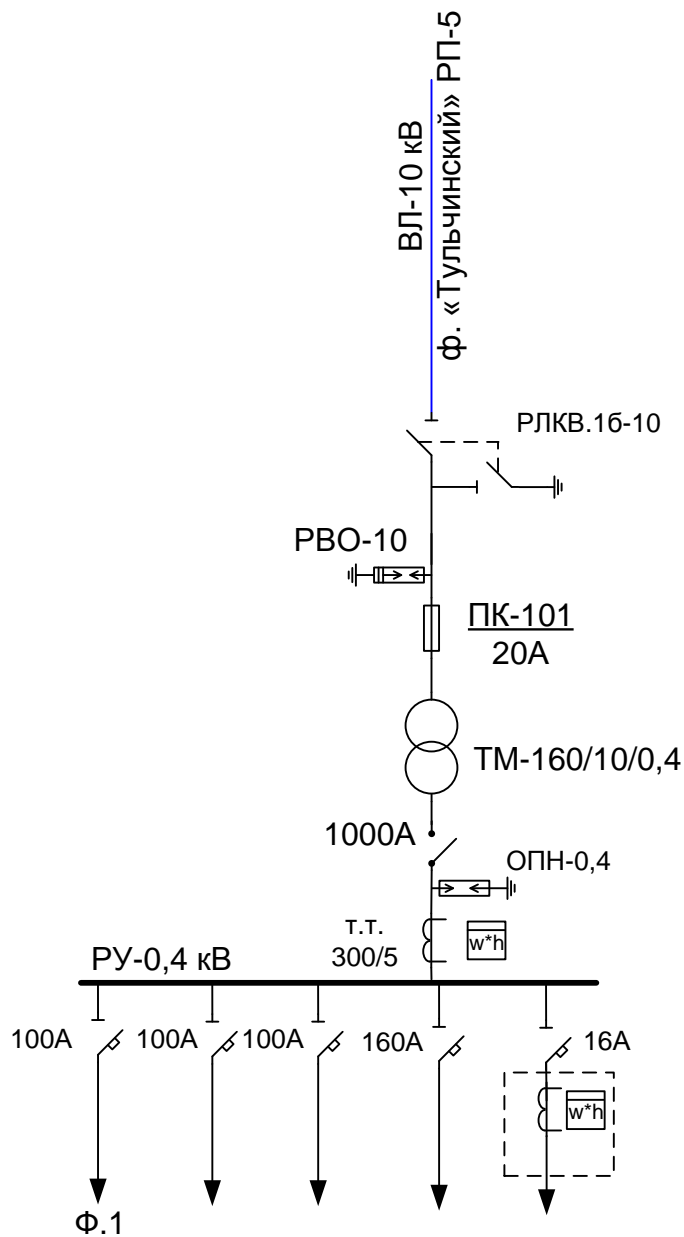 ВЛ-10 кВ
ф. «Тульчинский» РП-5
РЛКВ.1б-10
РВО-10
ПК-101
20А
ТМ-160/10/0,4
1000А
ОПН-0,4
т.т.
300/5
w*h
РУ-0,4 кВ
100А
100А
100А
160А
16А
w*h
Ф.1